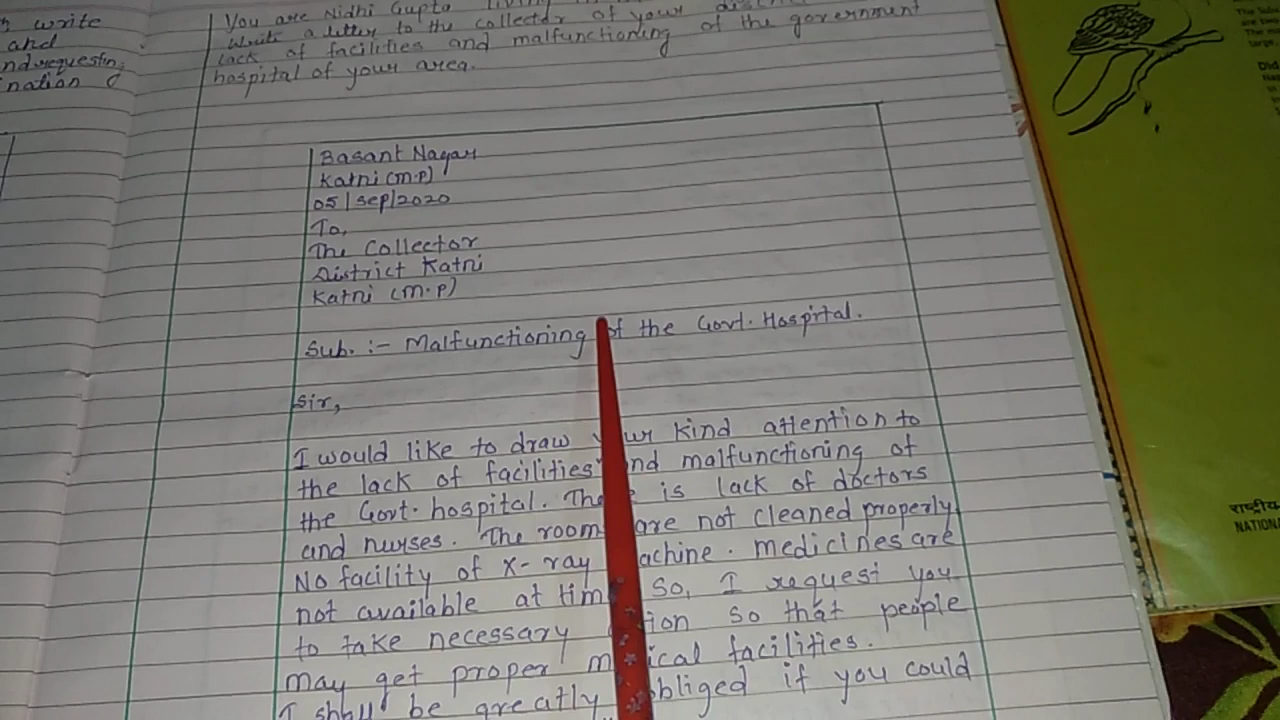 write
and
You are Nidhi Gupta
Write a letter to the collector of your
lack of facilities and malfunctioning of the government
hospital of your area.
Basant Nagar
Katni (M.P)
05/Sep/2020
To,
The Collector
District Katni
Katni (M.P)
Sub. :- Malfunctioning of the Govt. Hospital.
Sir,
I would like to draw kind attention to
the lack of facilities and malfunctioning of
the Govt. hospital. is lack of doctors
and nurses. The room are not cleaned properly.
No facility of X-ray machine. Medicines are
not available at So, I request you
to take necessary so that people
may get proper facilities.
I shall be greatly obliged if you could
राष्ट्रीय
NATION